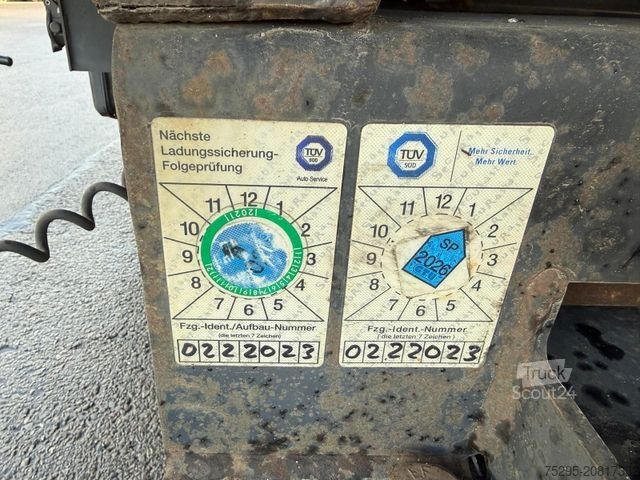 Nächste
Ladungssicherung-
Folgeprüfung
TÜV
SÜD
Auto Service
11 12 1
10 2
9 3
8 4
7 6 5
Fzg.-Ident./Aufbau-Nummer
(die letzten 7 Zeichen)
0222023
TÜV
SÜD
Mehr Sicherheit.
Mehr Wert.
11 12 1
10 2
9 3
8 4
7 6 5
SP
2026
GTÜ
Fzg.-Ident.-Nummer
(die letzten 7 Zeichen)
0222023
Truck
Scout24